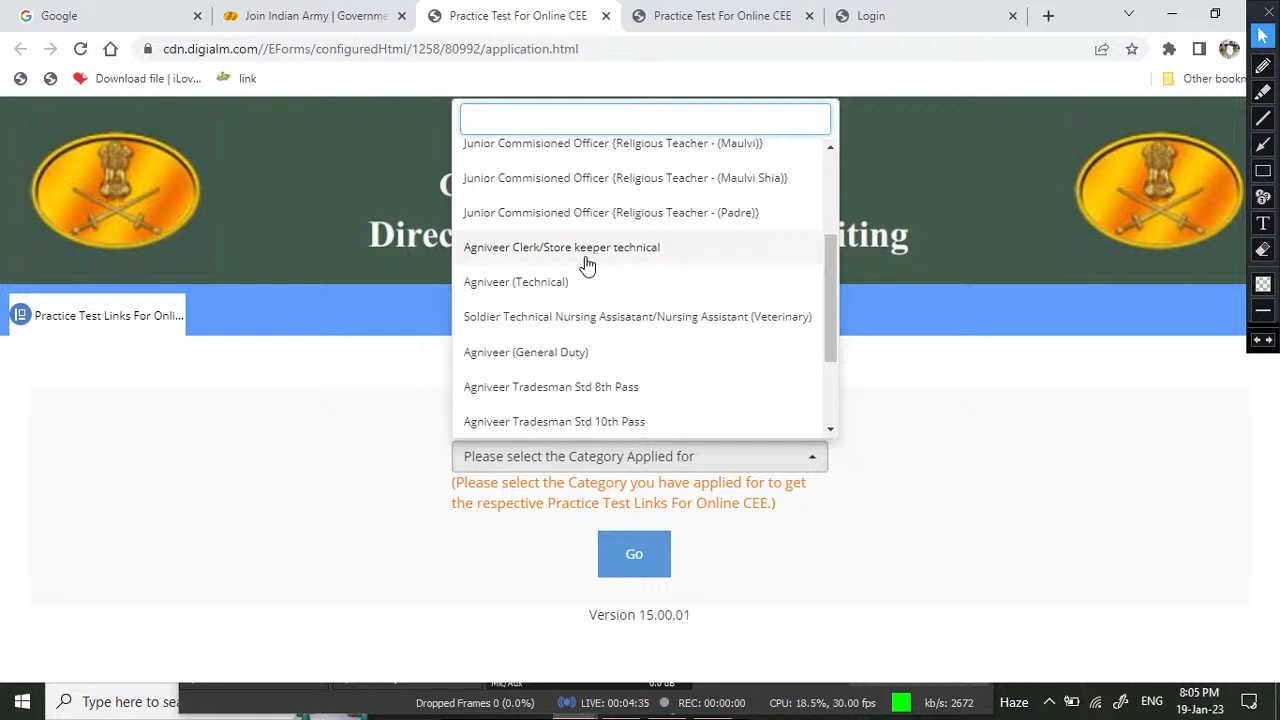 Google
Join Indian Army | Governme
Practice Test For Online CEE
Practice Test For Online CEE
Login
cdn.digialm.com//EForms/configuredHtml/1258/80992/application.html
Download file | iLov...
link
Other bookm
Direc
iting
Junior Commisioned Officer {Religious Teacher - (Maulvi)}
Junior Commisioned Officer {Religious Teacher - (Maulvi Shia)}
Junior Commisioned Officer {Religious Teacher - (Padre)}
Agniveer Clerk/Store keeper technical
Agniveer (Technical)
Soldier Technical Nursing Assisatant/Nursing Assistant (Veterinary)
Practice Test Links For Onli...
Agniveer (General Duty)
Agniveer Tradesman Std 8th Pass
Agniveer Tradesman Std 10th Pass
Please select the Category Applied for
(Please select the Category you have applied for to get
the respective Practice Test Links For Online CEE.)
Go
Version 15.00.01
Type here to se
Mic/Aux
0.0 dB
Dropped Frames 0 (0.0%)
LIVE: 00:04:35
REC: 00:00:00
CPU: 18.5%, 30.00 fps
kb/s: 2672
Haze
ENG
8:05 PM
19-Jan-23